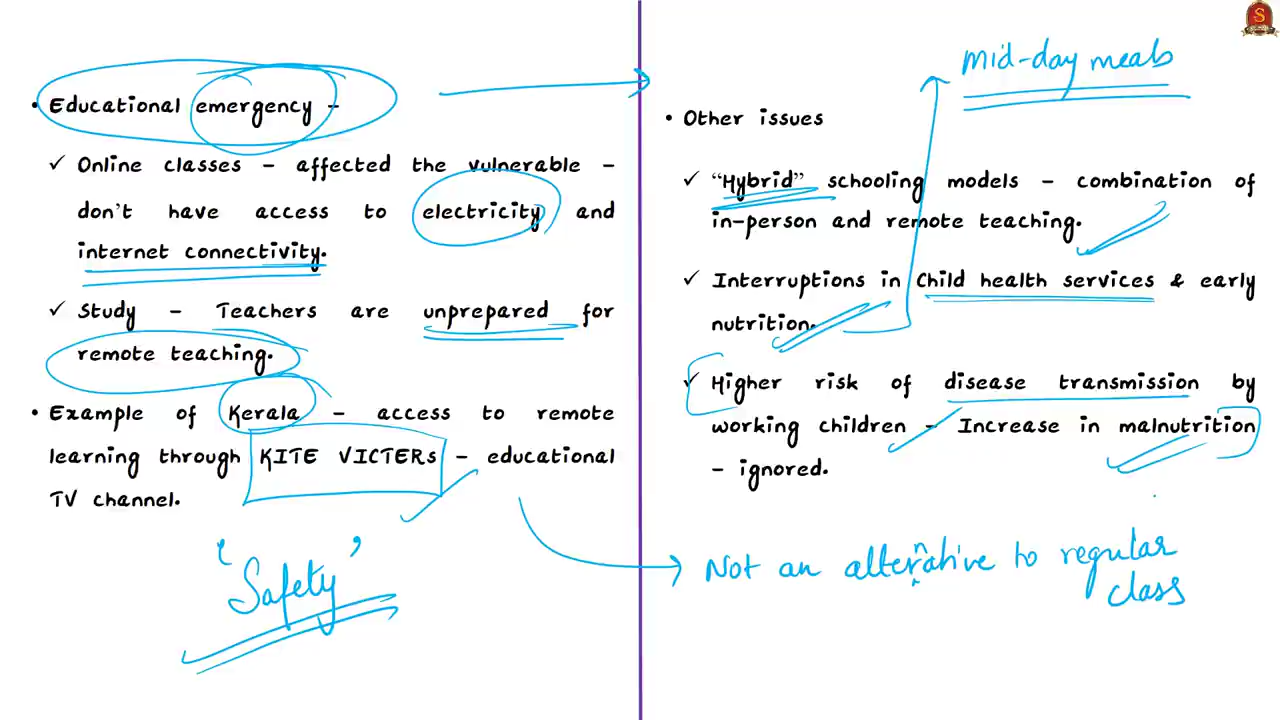 • Educational emergency –
✓ Online classes – affected the vulnerable –
don't have access to electricity and
internet connectivity.
✓ Study – Teachers are unprepared for
remote teaching.
• Example of Kerala – access to remote
learning through KITE VICTERs – educational
TV channel.
'Safety'
mid-day meals
• Other issues
✓ “Hybrid” schooling models – combination of
in-person and remote teaching.
✓ Interruptions in Child health services & early
nutrition.
✓ Higher risk of disease transmission by
working children – Increase in malnutrition
– ignored.
Not an alternative to regular
class
S